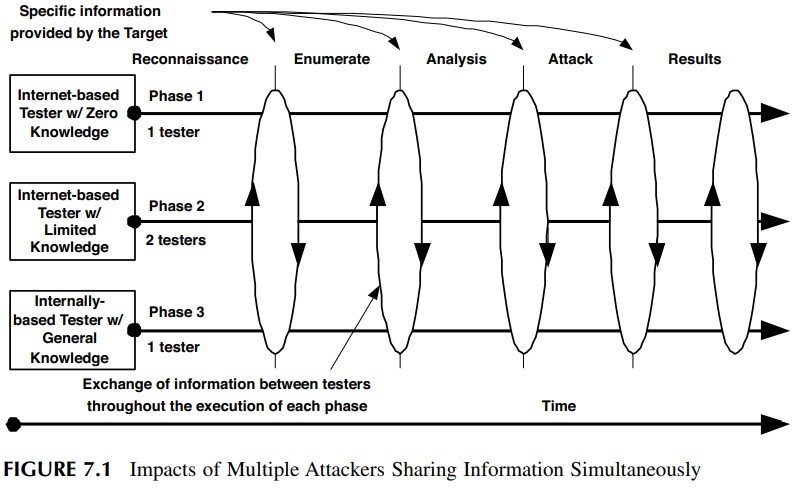 Specific information
provided by the Target
Reconnaissance
Enumerate
Analysis
Attack
Results
Internet-based
Tester w/ Zero
Knowledge
Phase 1
1 tester
Internet-based
Tester w/
Limited
Knowledge
Phase 2
2 testers
Internally-
based Tester w/
General
Knowledge
Phase 3
1 tester
Exchange of information between testers
throughout the execution of each phase
Time
FIGURE 7.1 Impacts of Multiple Attackers Sharing Information Simultaneously